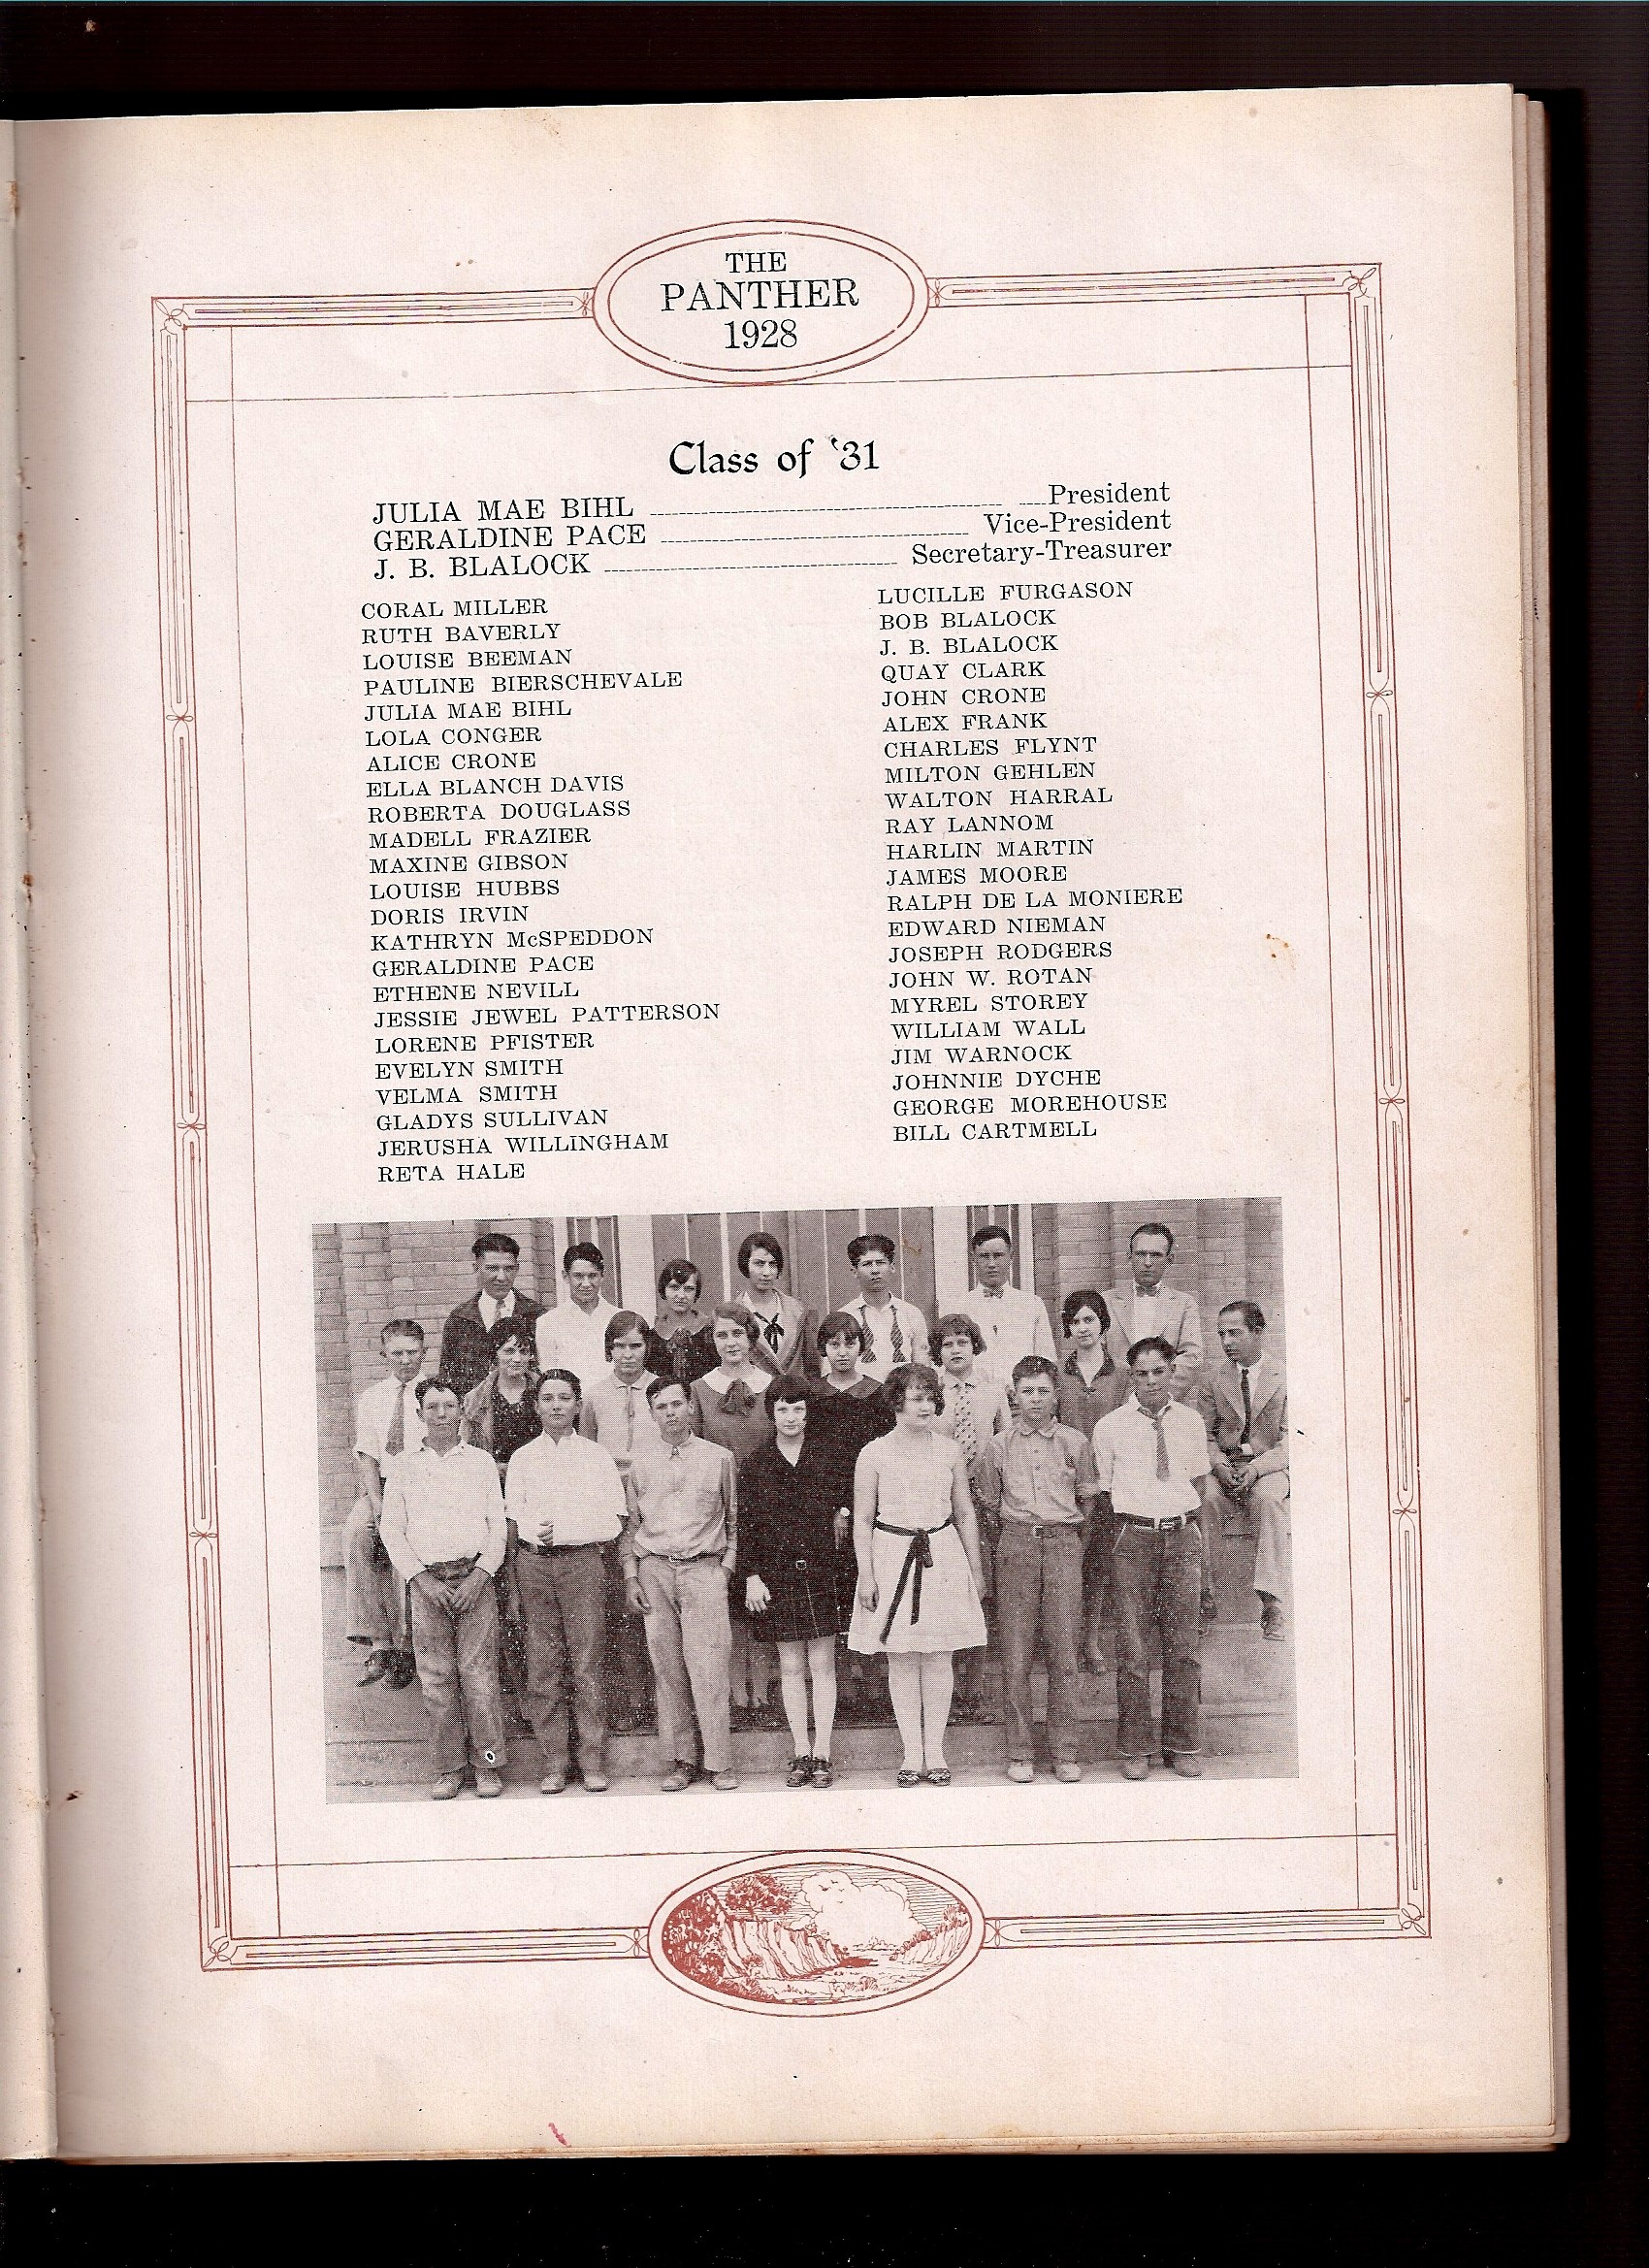 THE
PANTHER
1928
Class of '31
JULIA MAE BIHL President
GERALDINE PACE Vice-President
J. B. BLALOCK Secretary-Treasurer
CORAL MILLER
RUTH BAVERLY
LOUISE BEEMAN
PAULINE BIERSCHEVALE
JULIA MAE BIHL
LOLA CONGER
ALICE CRONE
ELLA BLANCH DAVIS
ROBERTA DOUGLASS
MADELL FRAZIER
MAXINE GIBSON
LOUISE HUBBS
DORIS IRVIN
KATHRYN McSPEDDON
GERALDINE PACE
ETHENE NEVILL
JESSIE JEWEL PATTERSON
LORENE PFISTER
EVELYN SMITH
VELMA SMITH
GLADYS SULLIVAN
JERUSHA WILLINGHAM
RETA HALE
LUCILLE FURGASON
BOB BLALOCK
J. B. BLALOCK
QUAY CLARK
JOHN CRONE
ALEX FRANK
CHARLES FLYNT
MILTON GEHLEN
WALTON HARRAL
RAY LANNOM
HARLIN MARTIN
JAMES MOORE
RALPH DE LA MONIERE
EDWARD NIEMAN
JOSEPH RODGERS
JOHN W. ROTAN
MYREL STOREY
WILLIAM WALL
JIM WARNOCK
JOHNNIE DYCHE
GEORGE MOREHOUSE
BILL CARTMELL